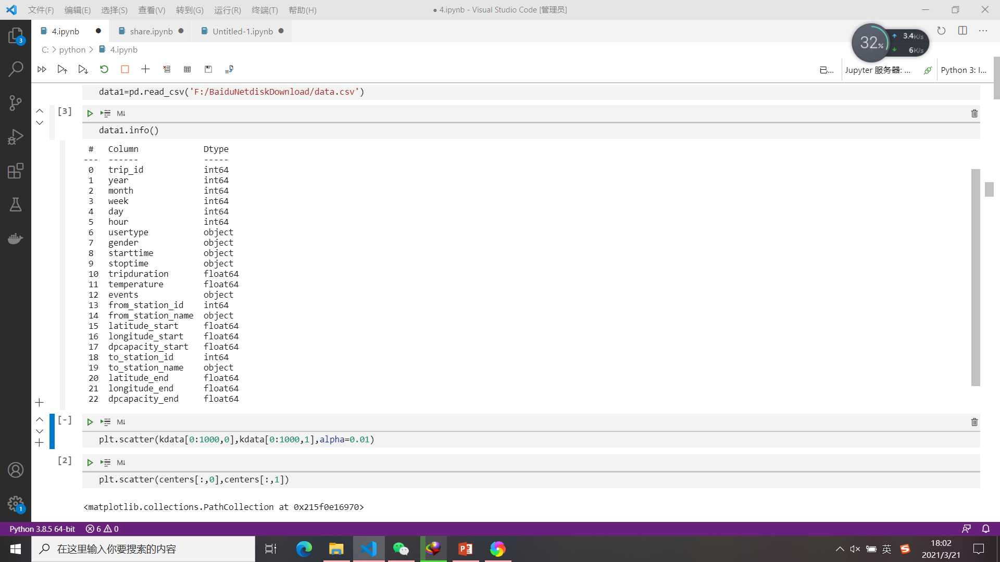 文件(F) 编辑(E) 选择(S) 查看(V) 转到(G) 运行(R) 终端(T) 帮助(H) ● 4.ipynb - Visual Studio Code [管理员]
4.ipynb ● share.ipynb ● Untitled-1.ipynb ●
32% 3.4K/s
6K/s
3
C: > python > 4.ipynb
已... Jupyter 服务器: ... Python 3: I...
data1=pd.read_csv('F:/BaiduNetdiskDownload/data.csv')
[3] M↓
data1.info()
# Column Dtype
--- ------ -----
0 trip_id int64
1 year int64
2 month int64
3 week int64
4 day int64
5 hour int64
6 usertype object
7 gender object
8 starttime object
9 stoptime object
10 tripduration float64
11 temperature float64
12 events object
13 from_station_id int64
14 from_station_name object
15 latitude_start float64
16 longitude_start float64
17 dpcapacity_start float64
18 to_station_id int64
19 to_station_name object
20 latitude_end float64
21 longitude_end float64
22 dpcapacity_end float64
[-] M↓
plt.scatter(kdata[0:1000,0],kdata[0:1000,1],alpha=0.01)
[2] M↓
plt.scatter(centers[:,0],centers[:,1])
<matplotlib.collections.PathCollection at 0x215f0e16970>
1
Python 3.8.5 64-bit 6 0
在这里输入你要搜索的内容
英
18:02
2021/3/21